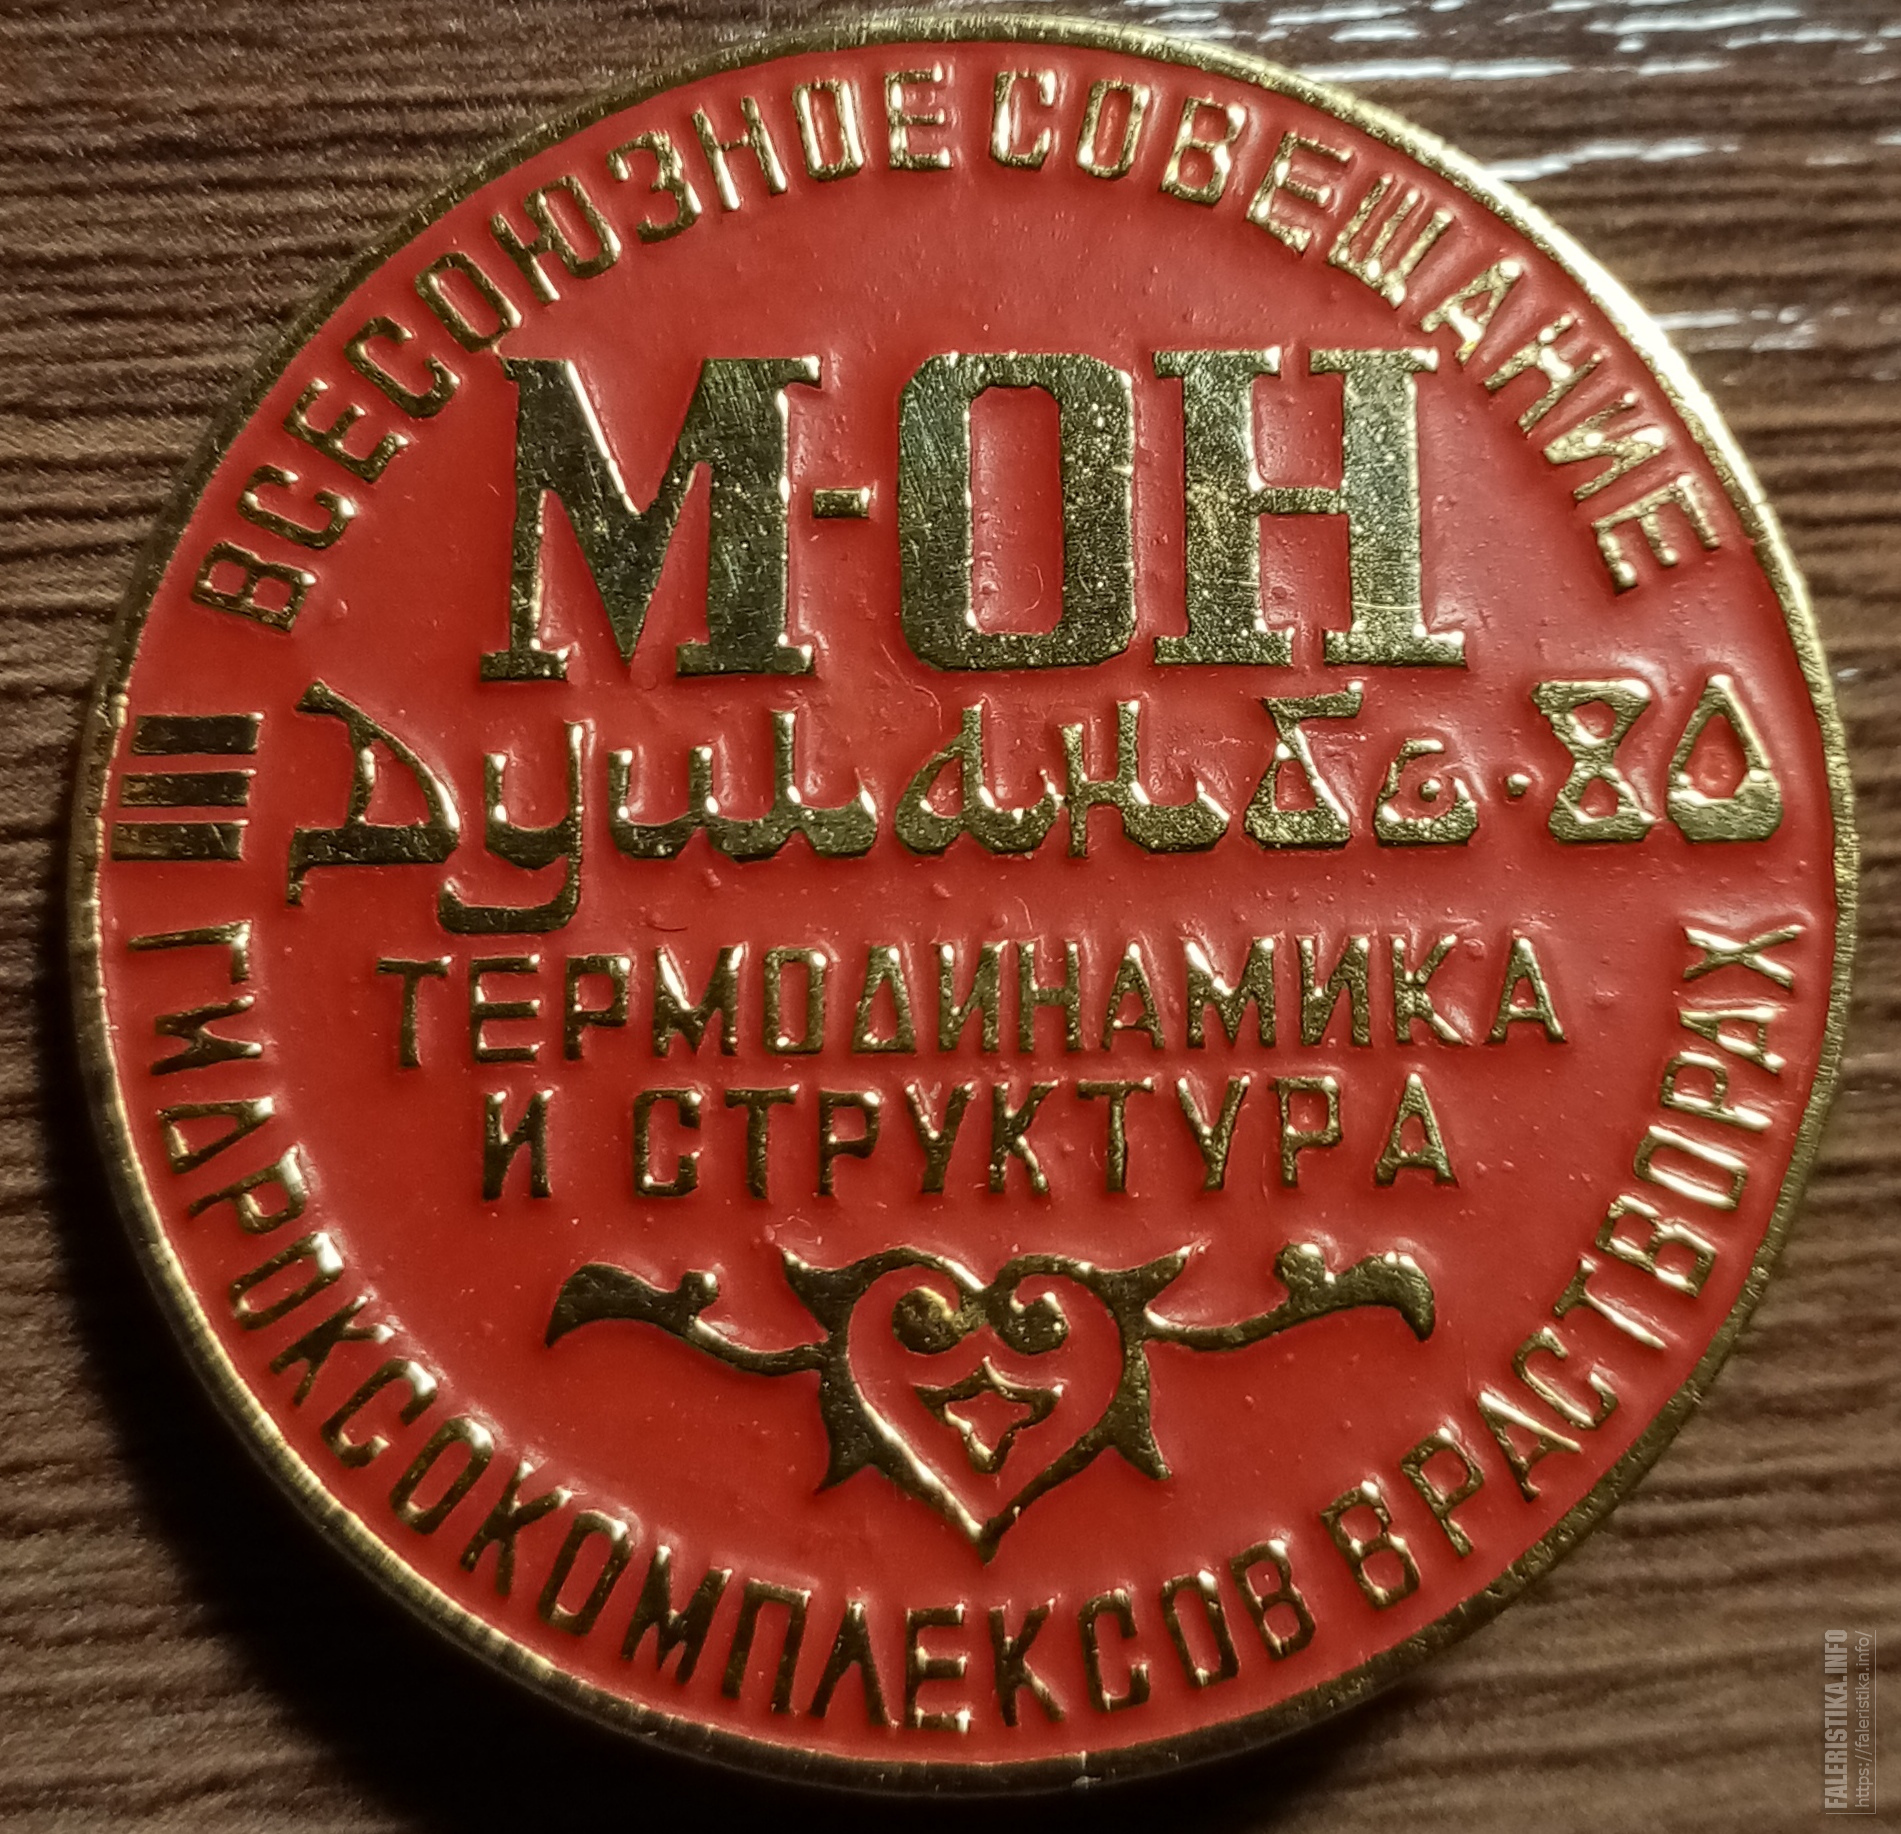 III ВСЕСОЮЗНОЕ СОВЕЩАНИЕ
М-ОН
Душанбе·80
ТЕРМОДИНАМИКА
И СТРУКТУРА
ГИДРОКСОКОМПЛЕКСОВ В РАСТВОРАХ
FALERISTIKA.INFO
https://faleristika.info/